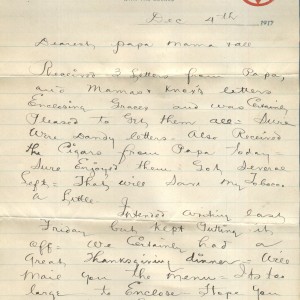 Dec 4th 1917
Dearest Papa Mama & all
Received 3 letters from Papa,
and Mamas & Knox's letters
Enclosing Graces and was Certainly
Pleased to Get them all = Sure
Were Dandy letters = Also Received
the Cigars from Papa Today =
Sure Enjoyed them Got Several
Left = That will Save my Tobacco
A Little =
I Intended writing last
Friday but Kept Putting it
off = We Certainly had a
Great Thanksgiving dinner = Will
Mail you the menu = Its too
large to Enclose = Hope you